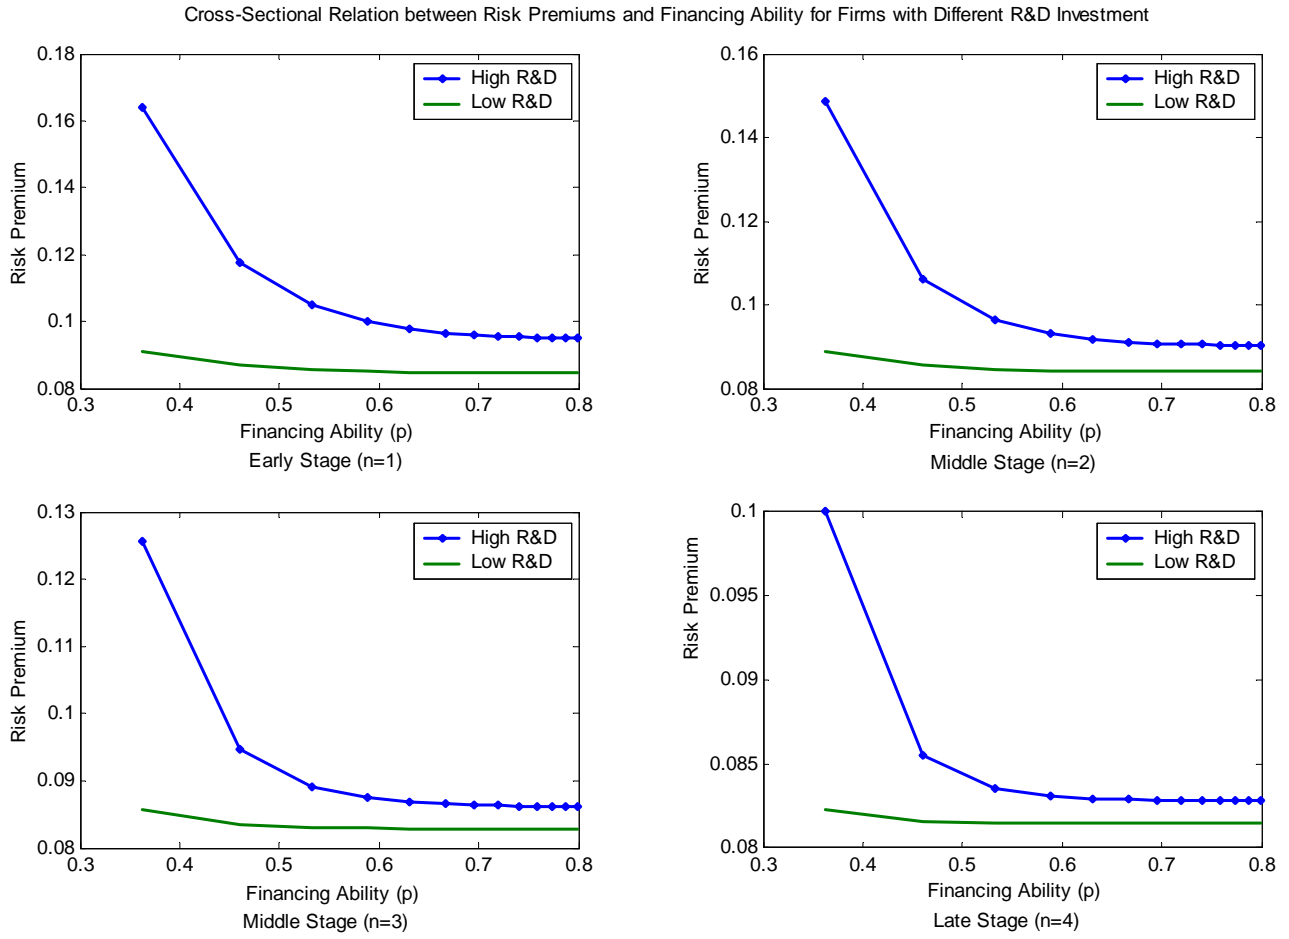 Cross-Sectional Relation between Risk Premiums and Financing Ability for Firms with Different R&D Investment
0.18
0.16
0.14
0.12
0.1
0.08
Risk Premium
High R&D
Low R&D
0.3 0.4 0.5 0.6 0.7 0.8
Financing Ability (p)
Early Stage (n=1)
0.16
0.14
0.12
0.1
0.08
Risk Premium
High R&D
Low R&D
0.3 0.4 0.5 0.6 0.7 0.8
Financing Ability (p)
Middle Stage (n=2)
0.13
0.12
0.11
0.1
0.09
0.08
Risk Premium
High R&D
Low R&D
0.3 0.4 0.5 0.6 0.7 0.8
Financing Ability (p)
Middle Stage (n=3)
0.1
0.095
0.09
0.085
0.08
Risk Premium
High R&D
Low R&D
0.3 0.4 0.5 0.6 0.7 0.8
Financing Ability (p)
Late Stage (n=4)